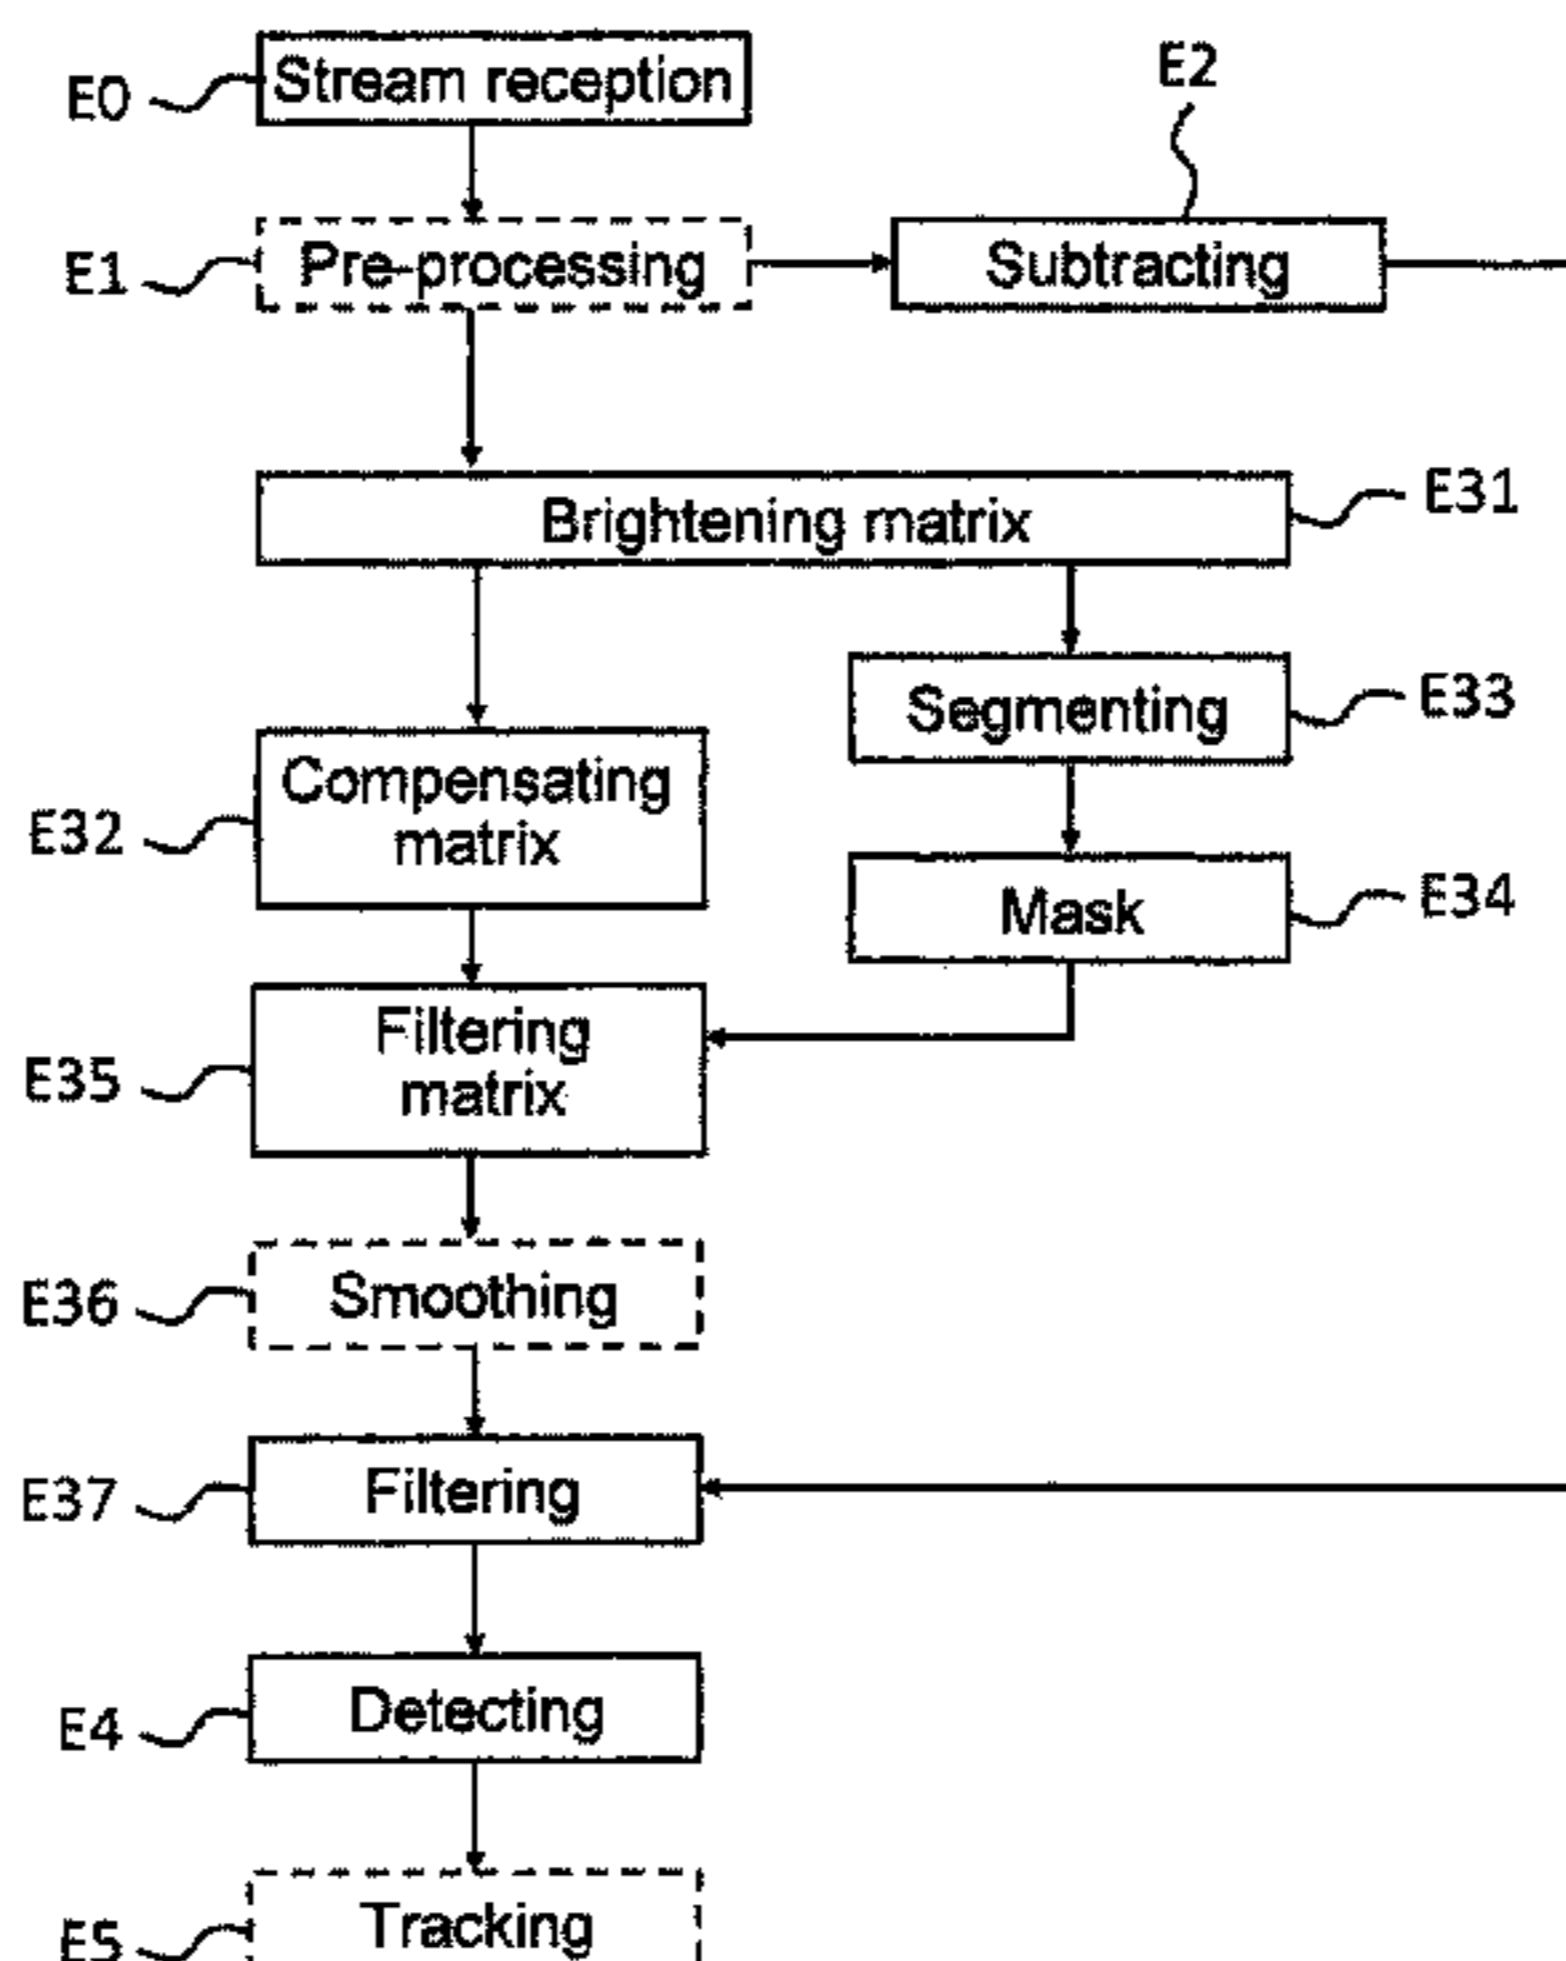 E0
Stream reception
E2
E1
Pre-processing
Subtracting
Brightening matrix
E31
Segmenting
E33
Compensating
matrix
E32
Mask
E34
Filtering
matrix
E35
Smoothing
E36
Filtering
E37
Detecting
E4
Tracking
E5